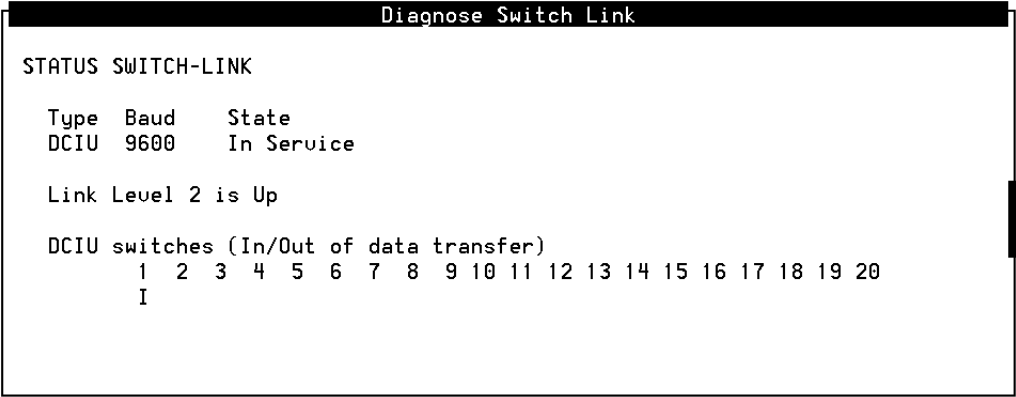 Diagnose Switch Link
STATUS SWITCH-LINK
Type Baud State
DCIU 9600 In Service
Link Level 2 is Up
DCIU switches (In/Out of data transfer)
1 2 3 4 5 6 7 8 9 10 11 12 13 14 15 16 17 18 19 20
I